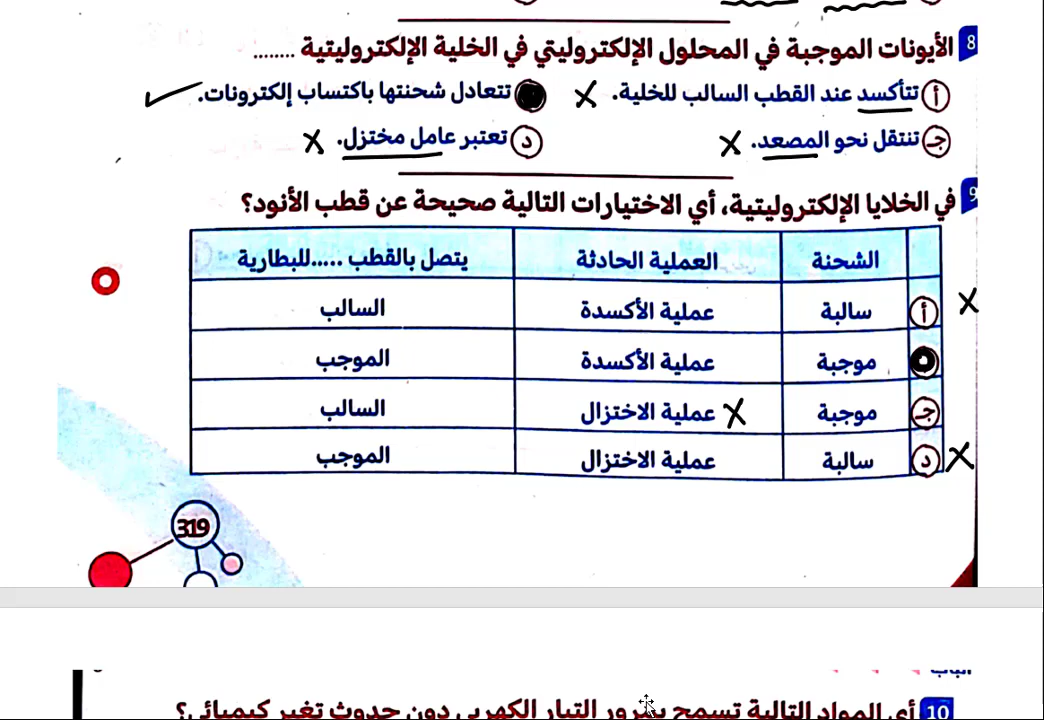 8 الأيونات الموجبة في المحلول الإلكتروليتي في الخلية الإلكتروليتية ........
أ تتأكسد عند القطب السالب للخلية. تتعادل شحنتها باكتساب إلكترونات.
جـ تنتقل نحو المصعد. د تعتبر عامل مختزل.
9 في الخلايا الإلكتروليتية، أي الاختيارات التالية صحيحة عن قطب الأنود؟
الشحنة العملية الحادثة يتصل بالقطب .....للبطارية
أ سالبة عملية الأكسدة السالب
موجبة عملية الأكسدة الموجب
جـ موجبة عملية الاختزال السالب
د سالبة عملية الاختزال الموجب
319
الباب
10 أي المواد التالية تسمح بمرور التيار الكهربي دون حدوث تغير كيميائي؟